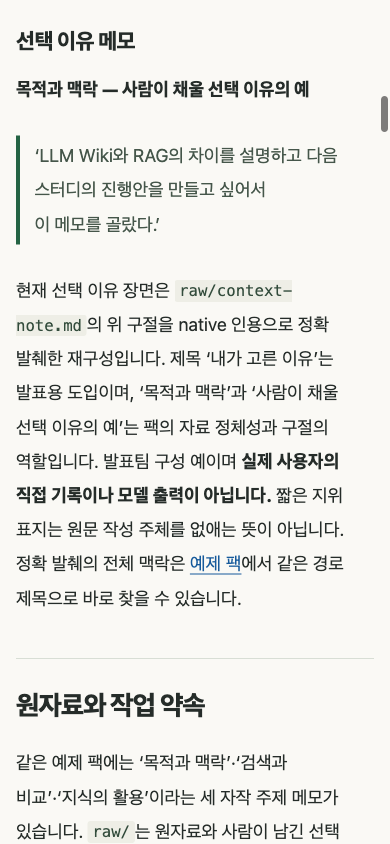 선택 이유 메모
목적과 맥락 — 사람이 채울 선택 이유의 예
‘LLM Wiki와 RAG의 차이를 설명하고 다음
스터디의 진행안을 만들고 싶어서
이 메모를 골랐다.’
현재 선택 이유 장면은 raw/context-
note.md의 위 구절을 native 인용으로 정확
발췌한 재구성입니다. 제목 ‘내가 고른 이유’는
발표용 도입이며, ‘목적과 맥락’과 ‘사람이 채울
선택 이유의 예’는 팩의 자료 정체성과 구절의
역할입니다. 발표팀 구성 예이며 실제 사용자의
직접 기록이나 모델 출력이 아닙니다. 짧은 지위
표지는 원문 작성 주체를 없애는 뜻이 아닙니다.
정확 발췌의 전체 맥락은 예제 팩에서 같은 경로
제목으로 바로 찾을 수 있습니다.
원자료와 작업 약속
같은 예제 팩에는 ‘목적과 맥락’·‘검색과
비교’·‘지식의 활용’이라는 세 자작 주제 메모가
있습니다. raw/는 원자료와 사람이 남긴 선택